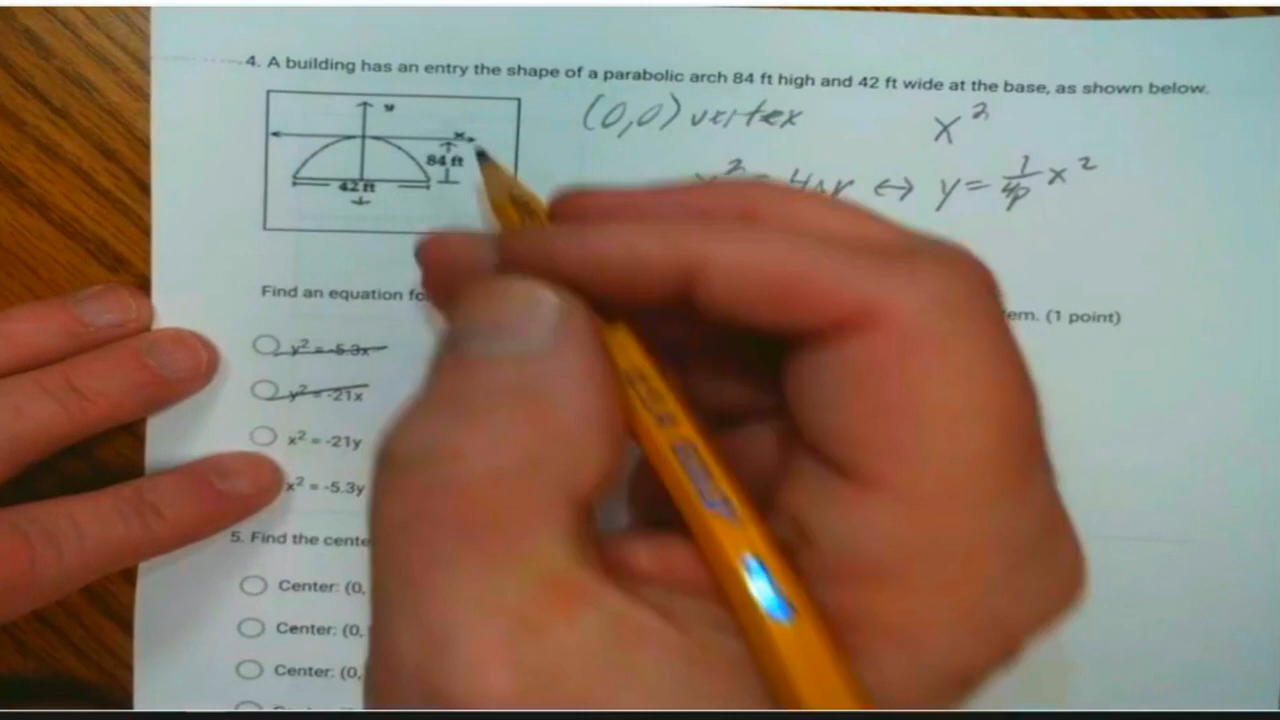 4. A building has an entry the shape of a parabolic arch 84 ft high and 42 ft wide at the base, as shown below.
y
x
84 ft
42 ft
(0,0) vertex
x²
x² = 4py ↔ y = 1/4p x²
Find an equation fo
em. (1 point)
y² = -5.3x
y² = -21x
x² = -21y
x² = -5.3y
5. Find the cente
Center: (0,
Center: (0,
Center: (0,